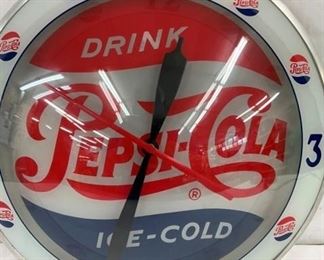 DRINK
PEPSI-COLA
®
3
ICE-COLD